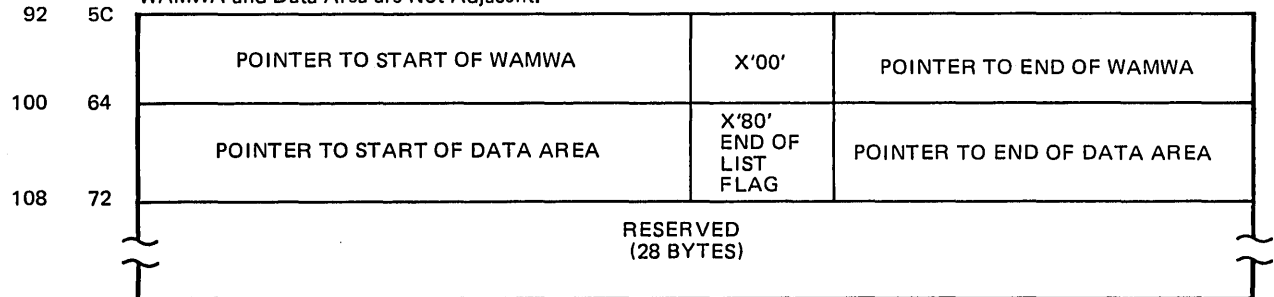 WAMWA and Data Area are Not Adjacent.
92 5C
POINTER TO START OF WAMWA X'00' POINTER TO END OF WAMWA
100 64
POINTER TO START OF DATA AREA X'80' END OF LIST FLAG POINTER TO END OF DATA AREA
108 72
RESERVED
(28 BYTES)